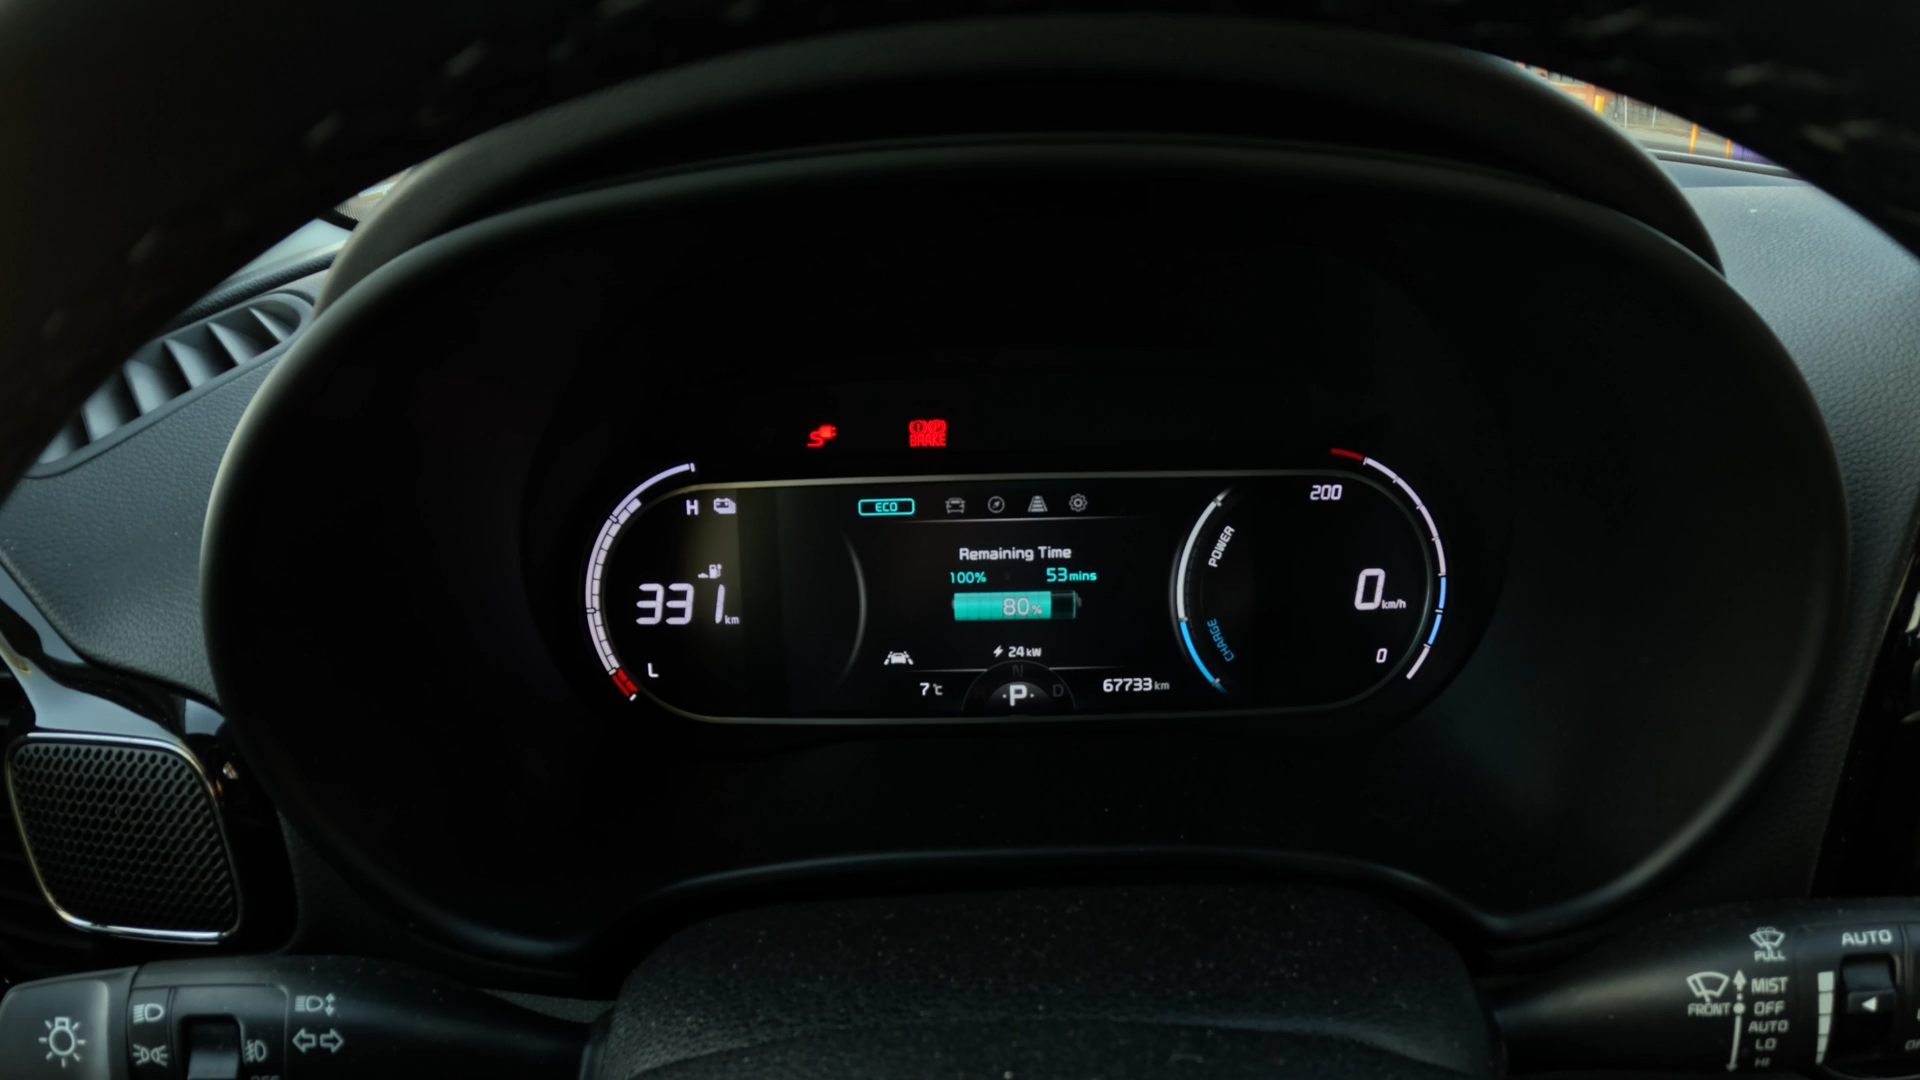 BRAKE
H
ECO
200
Remaining Time
100% 53mins
POWER
331km
80%
0km/h
CHARGE
L
24kW
0
N
7℃
P
D
67733km
PULL
AUTO
MIST
FRONT OFF
AUTO
LO
HI